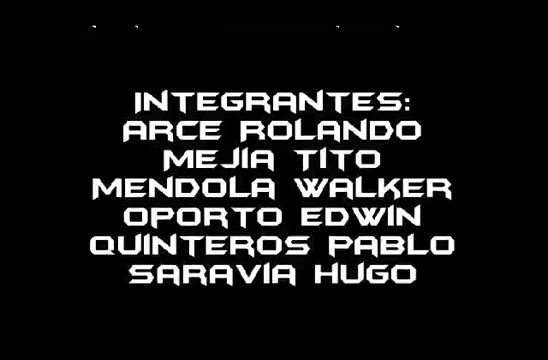 INTEGRANTES:
ARCE ROLANDO
MEJIA TITO
MENDOLA WALKER
OPORTO EDWIN
QUINTEROS PABLO
SARAVIA HUGO